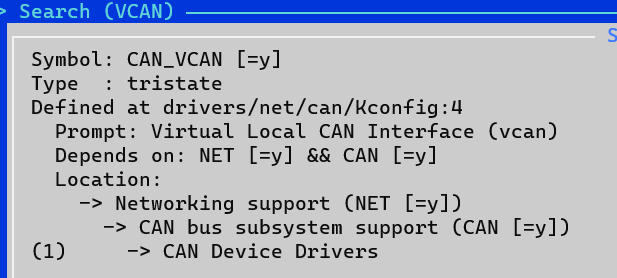 > Search (VCAN)
S
Symbol: CAN_VCAN [=y]
Type  : tristate
Defined at drivers/net/can/Kconfig:4
  Prompt: Virtual Local CAN Interface (vcan)
  Depends on: NET [=y] && CAN [=y]
  Location:
    -> Networking support (NET [=y])
      -> CAN bus subsystem support (CAN [=y])
(1)     -> CAN Device Drivers